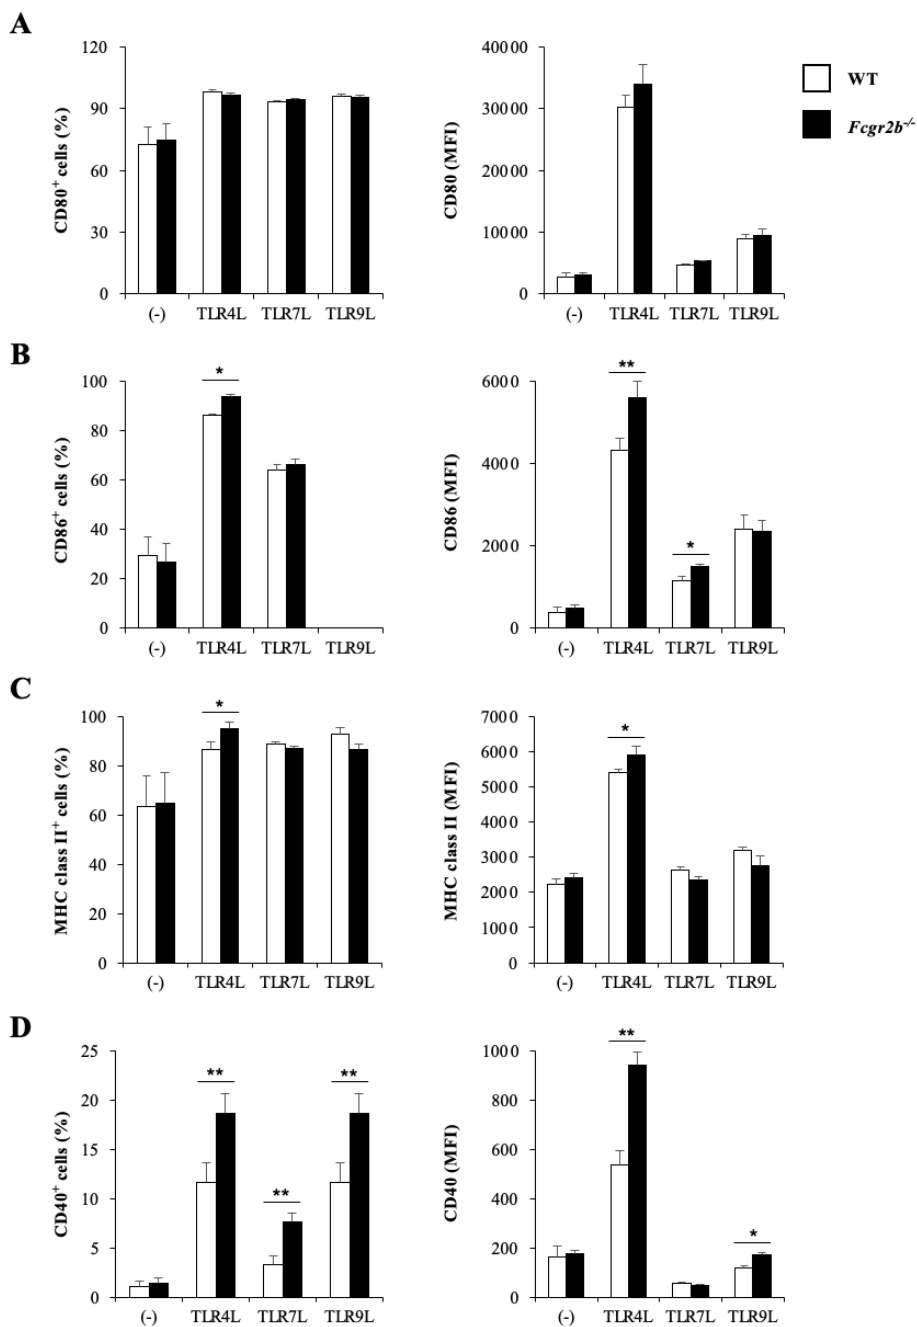 A
CD80+ cells (%)
120
90
60
30
0
(-) TLR4L TLR7L TLR9L
CD80 (MFI)
40000
30000
20000
10000
0
(-) TLR4L TLR7L TLR9L
WT
Fcgr2b-/-
B
CD86+ cells (%)
100
80
60
40
20
0
*
(-) TLR4L TLR7L TLR9L
CD86 (MFI)
6000
4000
2000
0
**
*
(-) TLR4L TLR7L TLR9L
C
MHC class II+ cells (%)
100
80
60
40
20
0
*
(-) TLR4L TLR7L TLR9L
MHC class II (MFI)
7000
6000
5000
4000
3000
2000
1000
0
*
(-) TLR4L TLR7L TLR9L
D
CD40+ cells (%)
25
20
15
10
5
0
** ** **
(-) TLR4L TLR7L TLR9L
CD40 (MFI)
1000
800
600
400
200
0
**
*
(-) TLR4L TLR7L TLR9L